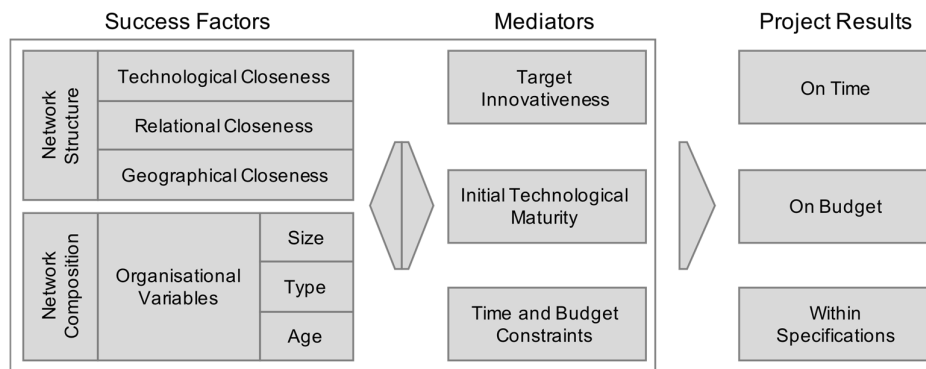 Success Factors
Mediators
Project Results
Network
Structure
Technological Closeness
Relational Closeness
Geographical Closeness
Network
Composition
Organisational
Variables
Size
Type
Age
Target
Innovativeness
Initial Technological
Maturity
Time and Budget
Constraints
On Time
On Budget
Within
Specifications